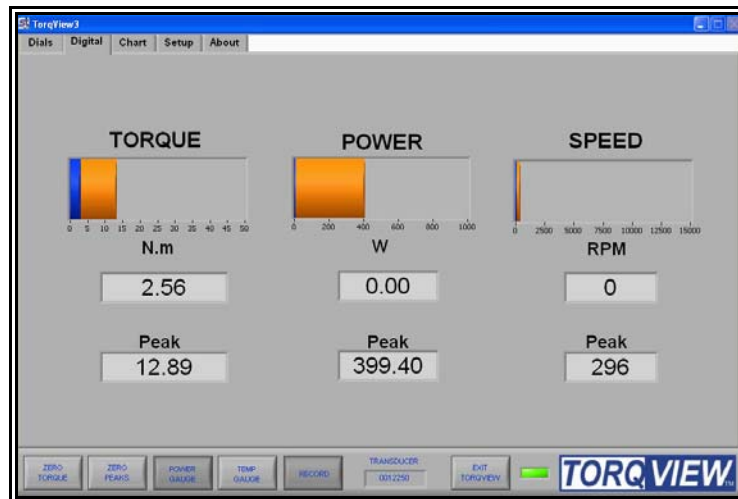 TorqView3
Dials Digital Chart Setup About
TORQUE POWER SPEED
0 5 10 15 20 25 30 35 40 45 50
0 200 400 600 800 1000
0 2500 5000 7500 10000 12500 15000
N.m W RPM
2.56 0.00 0
Peak Peak Peak
12.89 399.40 296
ZERO TORQUE
ZERO PEAKS
POWER GAUGE
TEMP GAUGE
RECORD
TRANSDUCER
0012250
EXIT TORQVIEW
TORQVIEW